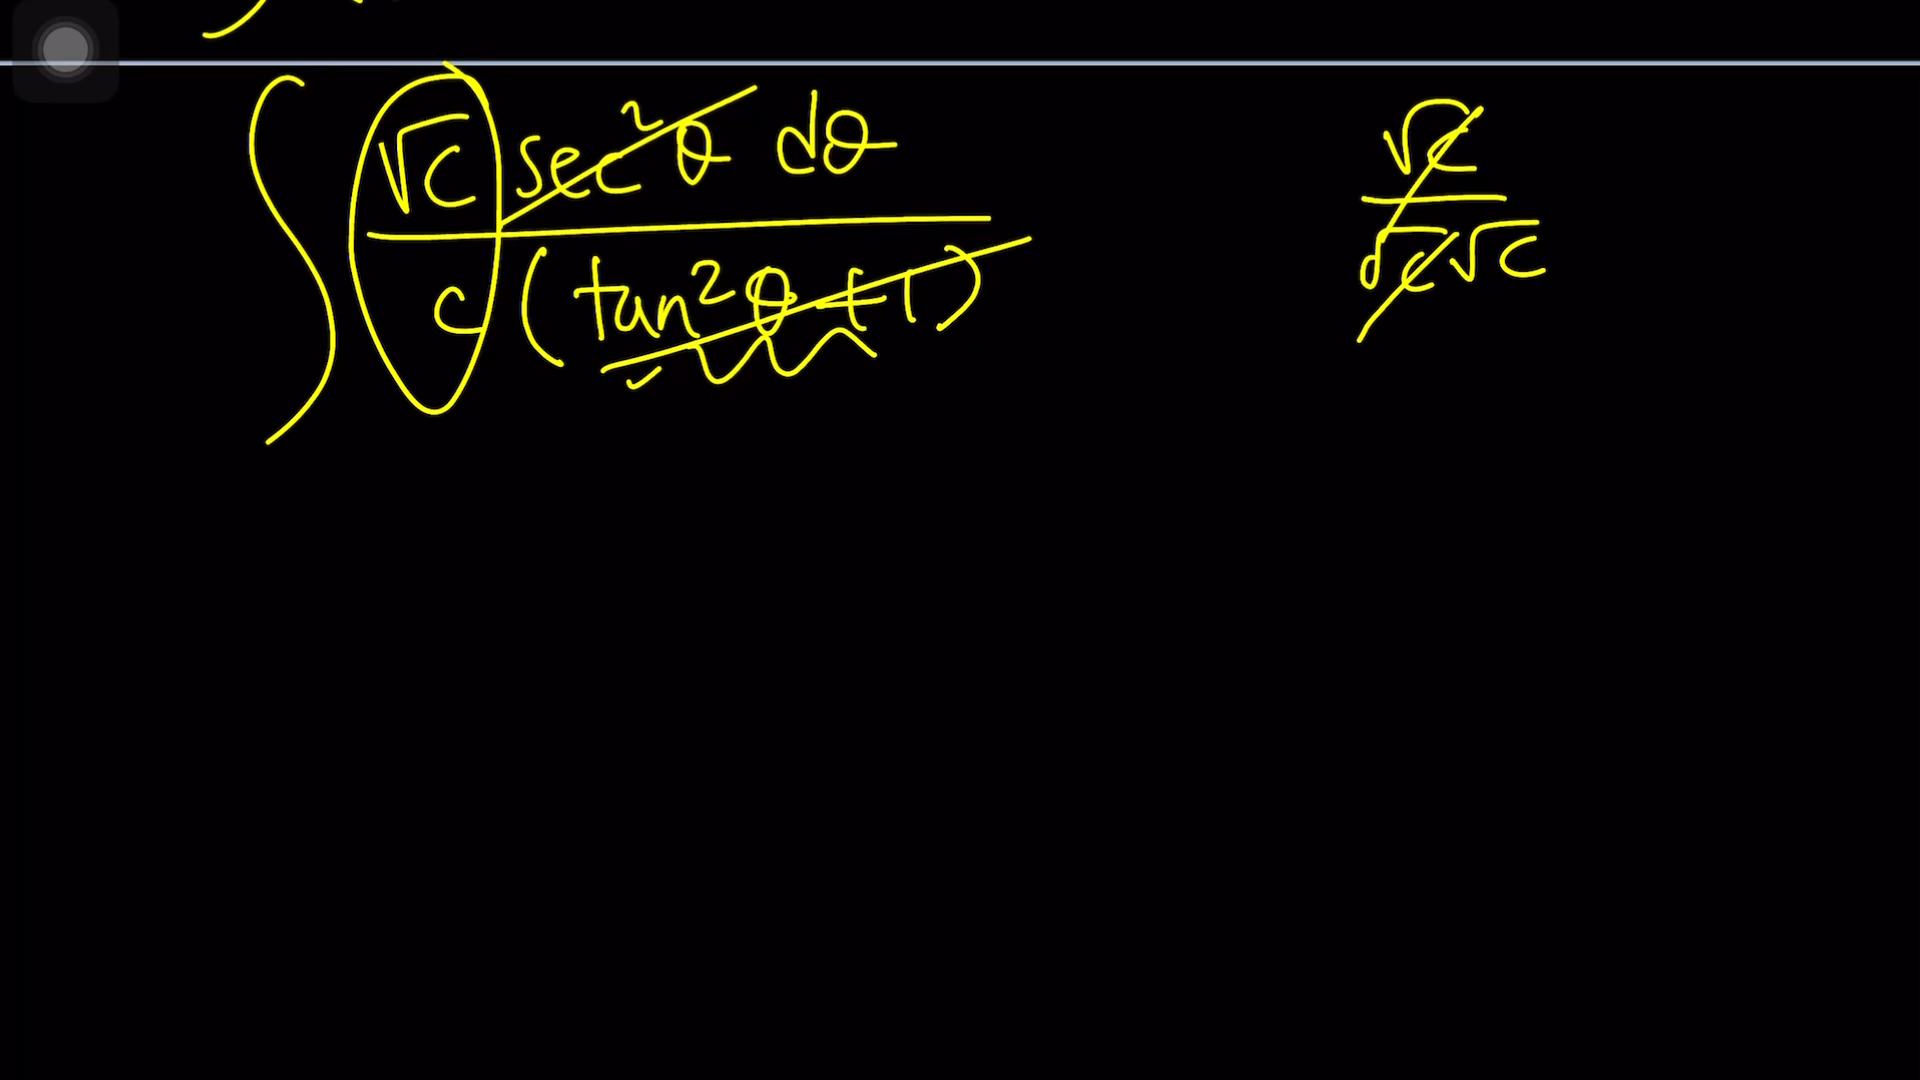 ∫ √c sec²θ dθ / c (tan²θ + 1)
√c / √c √c